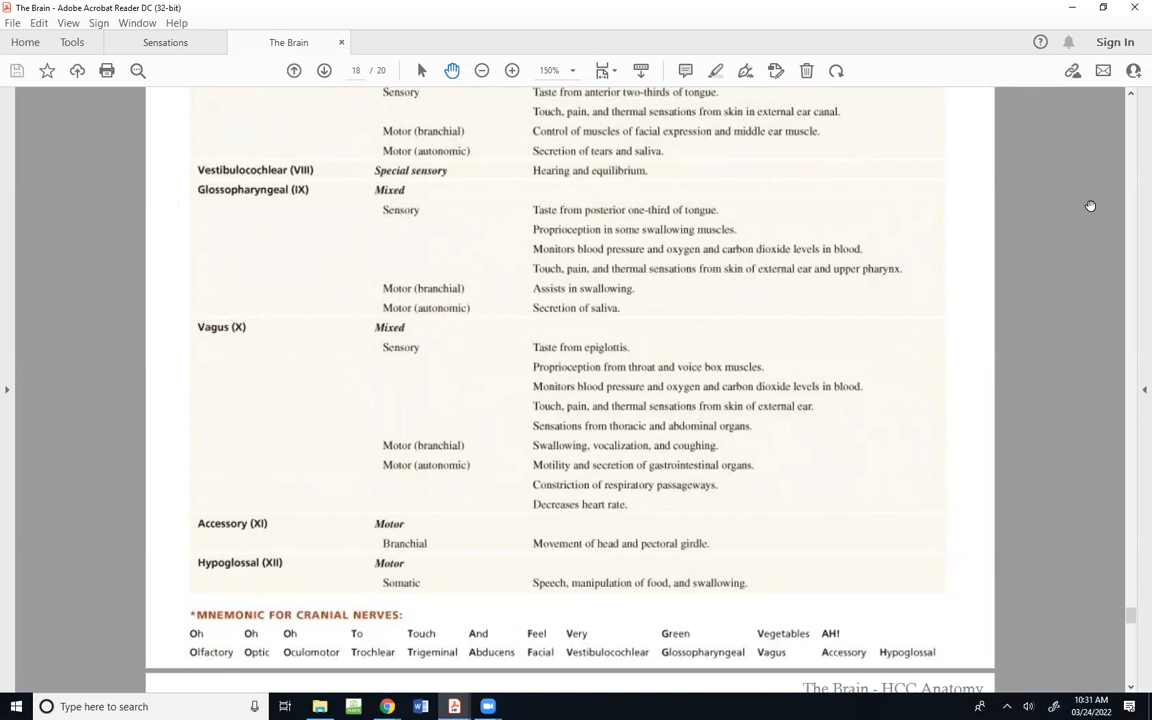 The Brain - Adobe Acrobat Reader DC (32-bit)
File Edit View Sign Window Help
Home Tools Sensations The Brain × Sign In
18 / 20 150%
Sensory Taste from anterior two-thirds of tongue.
Touch, pain, and thermal sensations from skin in external ear canal.
Motor (branchial) Control of muscles of facial expression and middle ear muscle.
Motor (autonomic) Secretion of tears and saliva.
Vestibulocochlear (VIII) Special sensory Hearing and equilibrium.
Glossopharyngeal (IX) Mixed
Sensory Taste from posterior one-third of tongue.
Proprioception in some swallowing muscles.
Monitors blood pressure and oxygen and carbon dioxide levels in blood.
Touch, pain, and thermal sensations from skin of external ear and upper pharynx.
Motor (branchial) Assists in swallowing.
Motor (autonomic) Secretion of saliva.
Vagus (X) Mixed
Sensory Taste from epiglottis.
Proprioception from throat and voice box muscles.
Monitors blood pressure and oxygen and carbon dioxide levels in blood.
Touch, pain, and thermal sensations from skin of external ear.
Sensations from thoracic and abdominal organs.
Motor (branchial) Swallowing, vocalization, and coughing.
Motor (autonomic) Motility and secretion of gastrointestinal organs.
Constriction of respiratory passageways.
Decreases heart rate.
Accessory (XI) Motor
Branchial Movement of head and pectoral girdle.
Hypoglossal (XII) Motor
Somatic Speech, manipulation of food, and swallowing.
*MNEMONIC FOR CRANIAL NERVES:
Oh Oh Oh To Touch And Feel Very Green Vegetables AH!
Olfactory Optic Oculomotor Trochlear Trigeminal Abducens Facial Vestibulocochlear Glossopharyngeal Vagus Accessory Hypoglossal
The Brain - HCC Anatomy
Type here to search
10:31 AM
03/24/2022